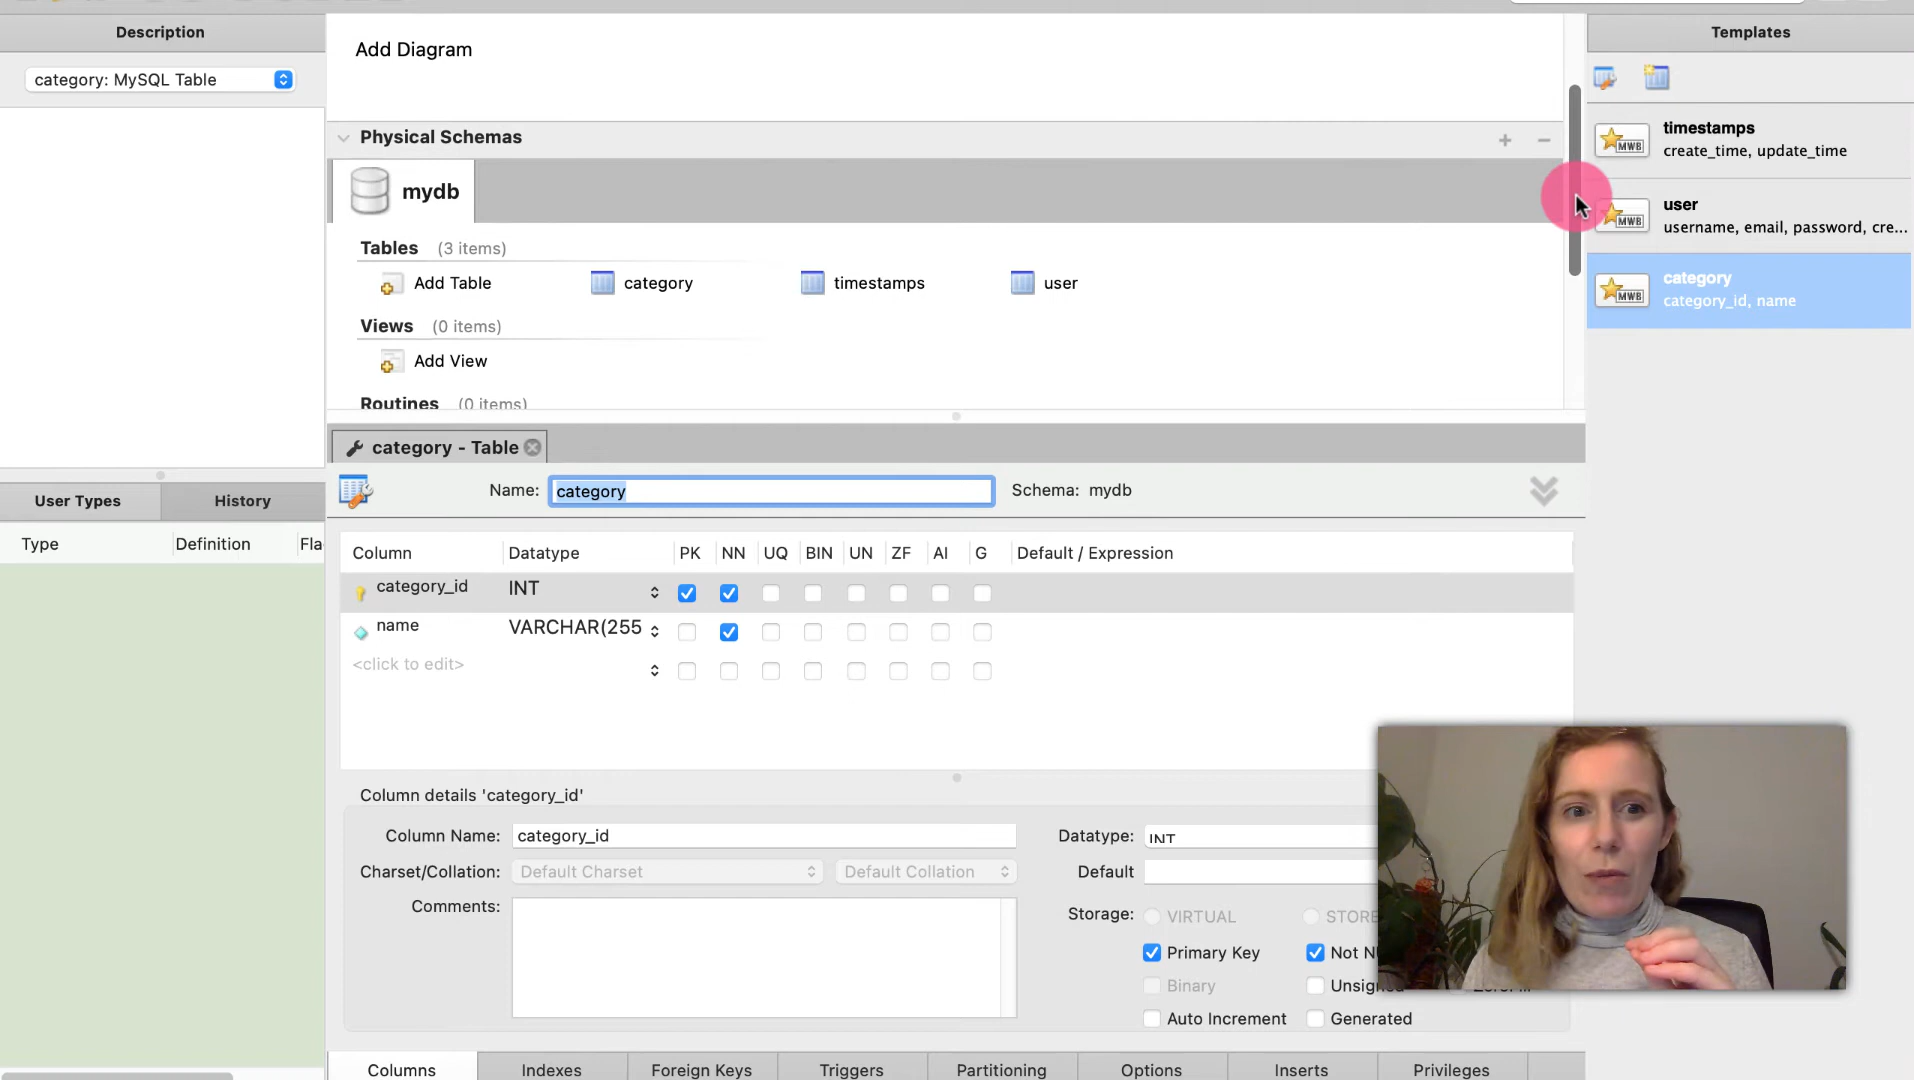 Description
category: MySQL Table
Add Diagram
Physical Schemas
mydb
Tables (3 items)
Add Table category timestamps user
Views (0 items)
Add View
Routines (0 items)
Templates
timestamps
create_time, update_time
user
username, email, password, cre...
category
category_id, name
User Types History
Type Definition Fla
category - Table
Name: category Schema: mydb
Column Datatype PK NN UQ BIN UN ZF AI G Default / Expression
category_id INT
name VARCHAR(255
<click to edit>
Column details 'category_id'
Column Name: category_id Datatype: INT
Charset/Collation: Default Charset Default Collation Default
Comments:
Storage: VIRTUAL STORE
Primary Key Not N
Binary Unsign
Auto Increment Generated
Columns Indexes Foreign Keys Triggers Partitioning Options Inserts Privileges
MWB
MWB
MWB